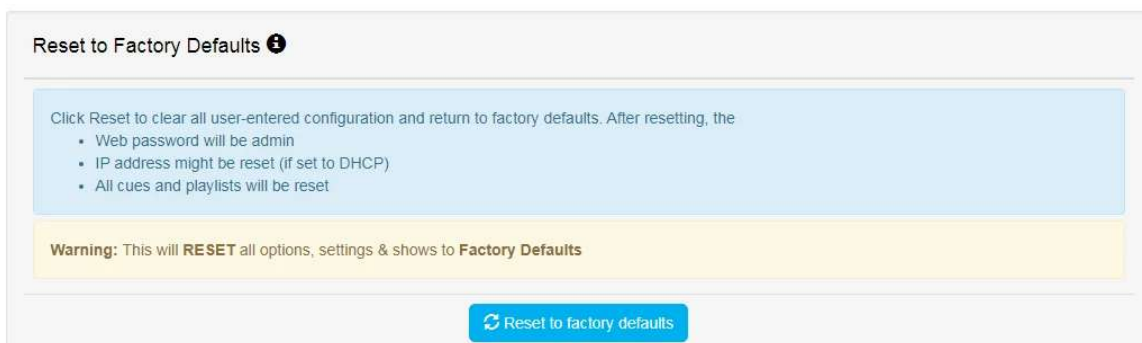 Reset to Factory Defaults
Click Reset to clear all user-entered configuration and return to factory defaults. After resetting, the
• Web password will be admin
• IP address might be reset (if set to DHCP)
• All cues and playlists will be reset
Warning: This will RESET all options, settings & shows to Factory Defaults
Reset to factory defaults